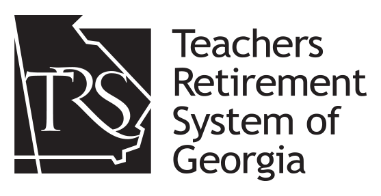 TRS
Teachers
Retirement
System of
Georgia